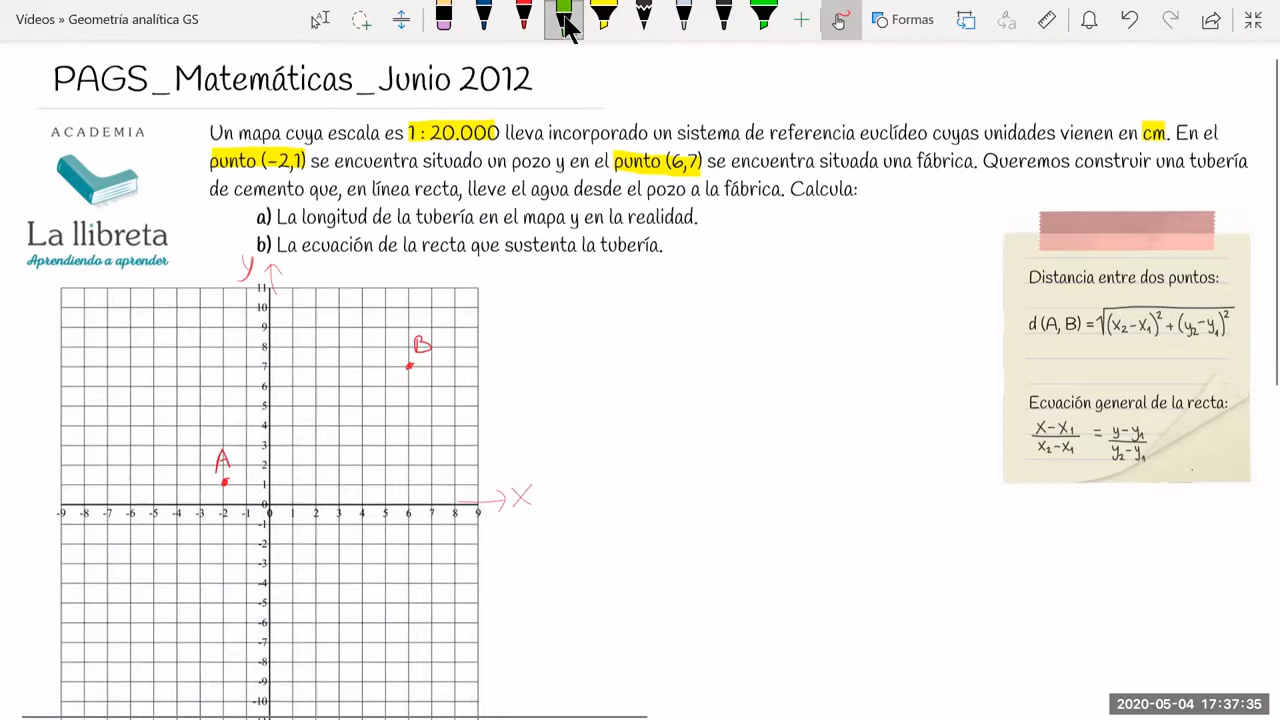 Vídeos » Geometría analítica GS
Formas
PAGS_Matemáticas_Junio 2012
ACADEMIA
La llibreta
Aprendiendo a aprender
Un mapa cuya escala es 1 : 20.000 lleva incorporado un sistema de referencia euclídeo cuyas unidades vienen en cm. En el
punto (-2,1) se encuentra situado un pozo y en el punto (6,7) se encuentra situada una fábrica. Queremos construir una tubería
de cemento que, en línea recta, lleve el agua desde el pozo a la fábrica. Calcula:
a) La longitud de la tubería en el mapa y en la realidad.
b) La ecuación de la recta que sustenta la tubería.
Distancia entre dos puntos:
d (A, B) = √(x₂-x₁)² + (y₂-y₁)²
Ecuación general de la recta:
x-x₁ / x₂-x₁ = y-y₁ / y₂-y₁
y
11
10
9
8
B
7
6
5
4
3
A
2
1
0
X
-9 -8 -7 -6 -5 -4 -3 -2 -1 0 1 2 3 4 5 6 7 8 9
-1
-2
-3
-4
-5
-6
-7
-8
-9
-10
2020-05-04 17:37:35